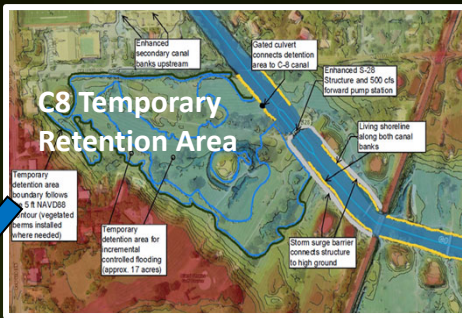 Enhanced
secondary canal
banks upstream
Gated culvert
connects detention
area to C-8 canal
Enhanced S-28
Structure and 500 cfs
forward pump station
C8 Temporary
Retention Area
Living shoreline
along both canal
banks
Temporary
detention area
boundary follows
5 ft NAVD88
contour (vegetated
berms installed
where needed)
Temporary
detention area for
incremental
controlled flooding
(approx. 17 acres)
Storm surge barrier
connects structure
to high ground